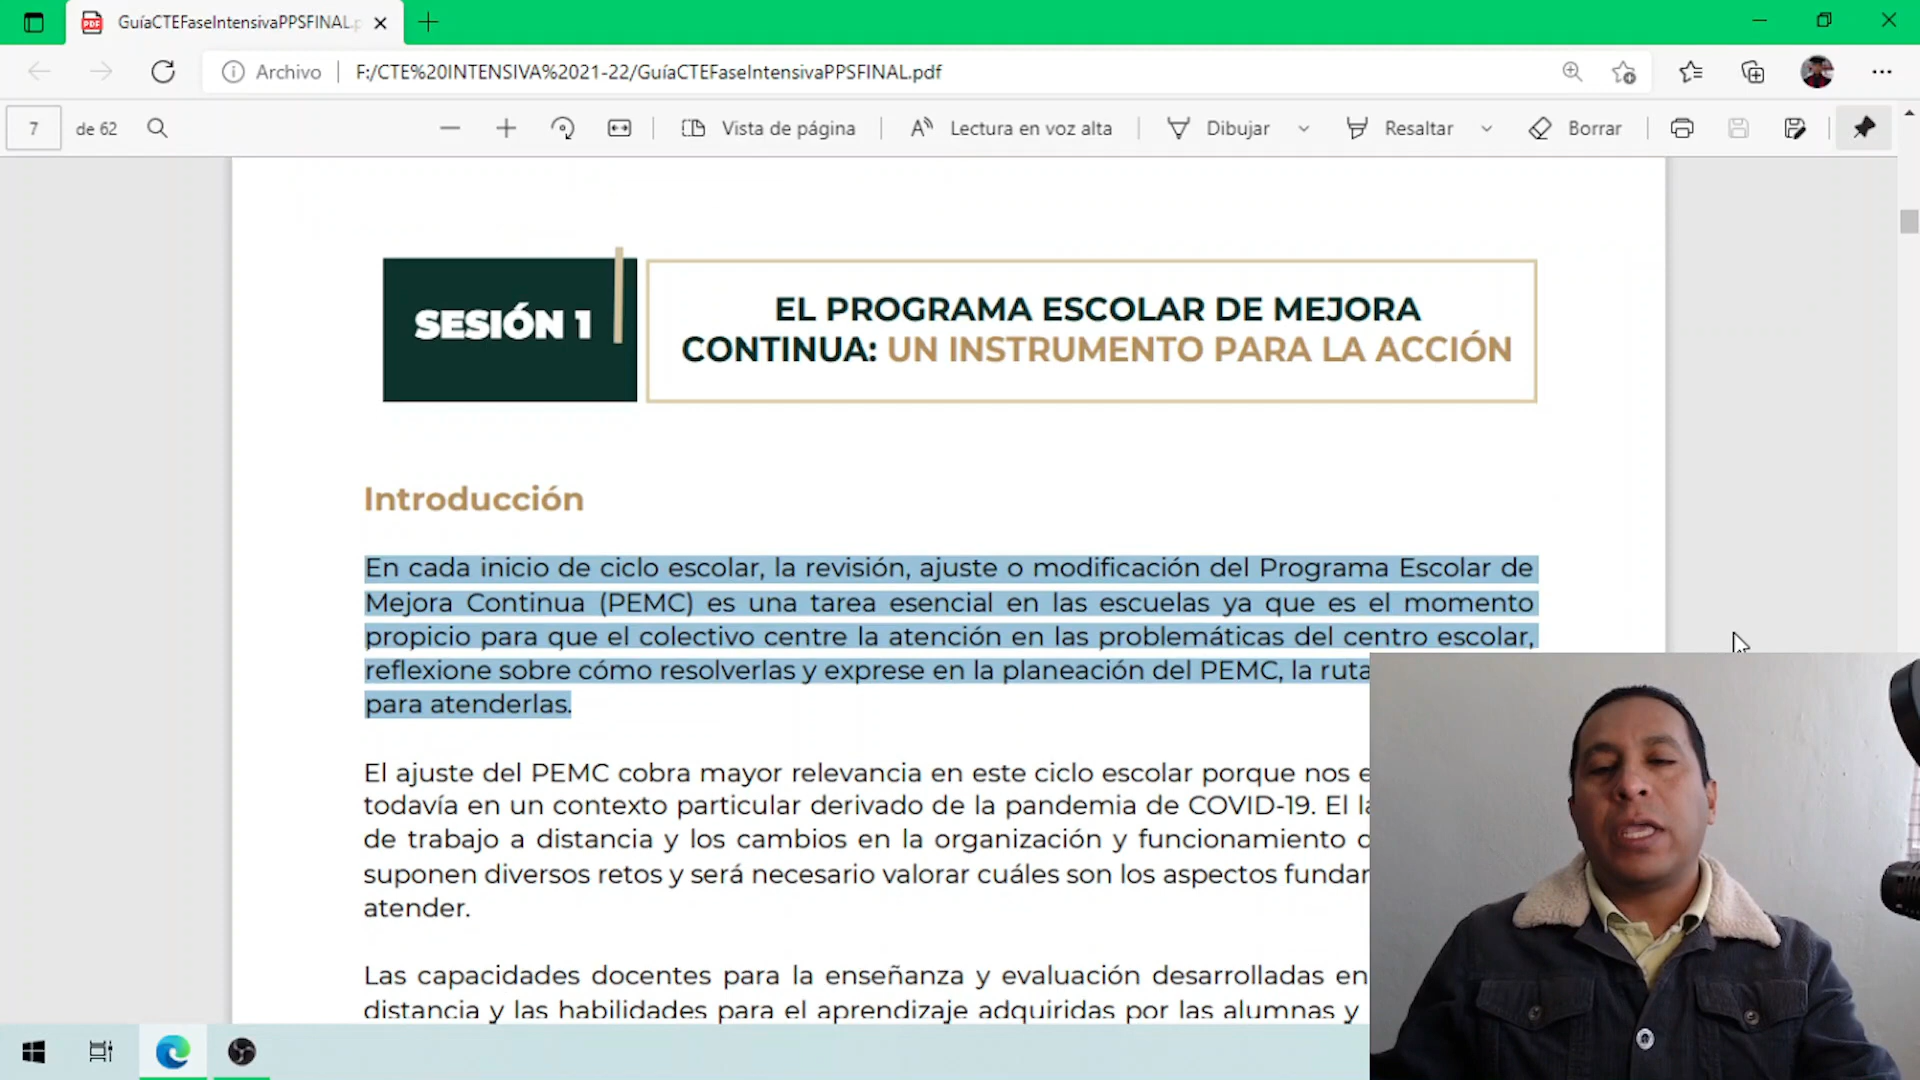 GuíaCTEFaseIntensivaPPSFINAL.p
Archivo F:/CTE%20INTENSIVA%2021-22/GuíaCTEFaseIntensivaPPSFINAL.pdf
7 de 62 Vista de página Lectura en voz alta Dibujar Resaltar Borrar
SESIÓN 1
EL PROGRAMA ESCOLAR DE MEJORA
CONTINUA: UN INSTRUMENTO PARA LA ACCIÓN
Introducción
En cada inicio de ciclo escolar, la revisión, ajuste o modificación del Programa Escolar de
Mejora Continua (PEMC) es una tarea esencial en las escuelas ya que es el momento
propicio para que el colectivo centre la atención en las problemáticas del centro escolar,
reflexione sobre cómo resolverlas y exprese en la planeación del PEMC, la ruta
para atenderlas.
El ajuste del PEMC cobra mayor relevancia en este ciclo escolar porque nos e
todavía en un contexto particular derivado de la pandemia de COVID-19. El la
de trabajo a distancia y los cambios en la organización y funcionamiento d
suponen diversos retos y será necesario valorar cuáles son los aspectos fundar
atender.
Las capacidades docentes para la enseñanza y evaluación desarrolladas en
distancia y las habilidades para el aprendizaje adquiridas por las alumnas y